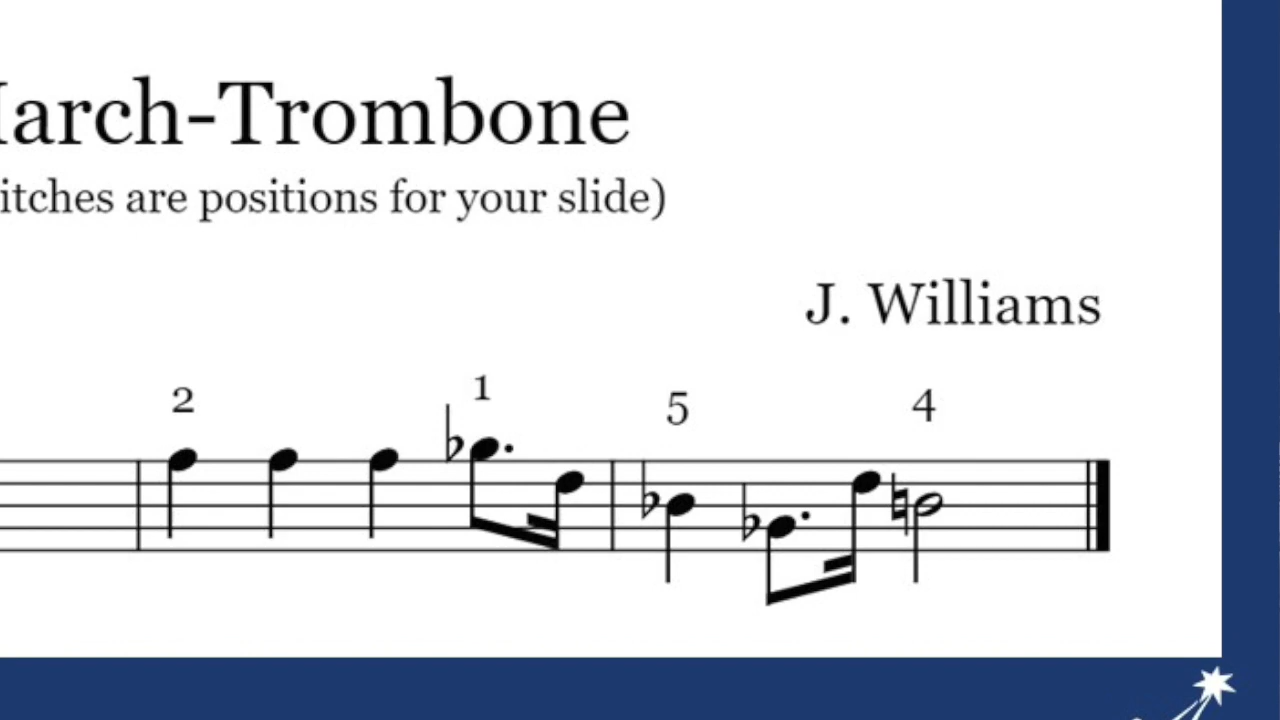 arch-Trombone
itches are positions for your slide)
J. Williams
2 1 5 4